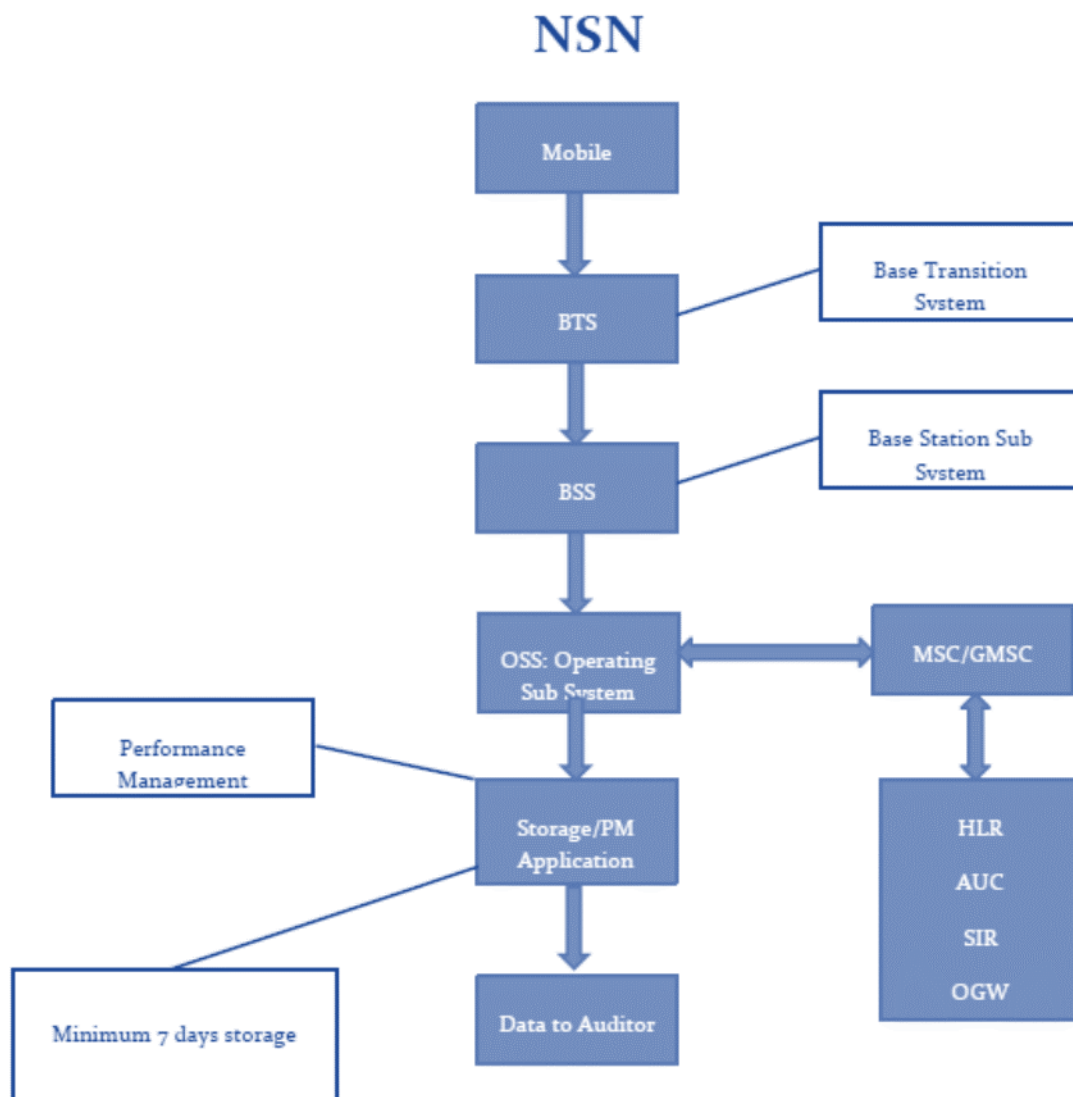 NSN
Mobile
BTS
Base Transition
System
BSS
Base Station Sub
System
OSS: Operating
Sub System
MSC/GMSC
Performance
Management
Storage/PM
Application
HLR
AUC
SIR
OGW
Minimum 7 days storage
Data to Auditor